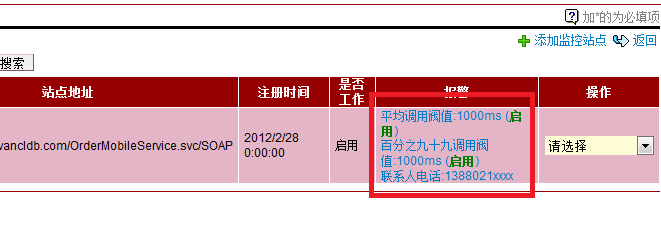 加*的为必填项
添加监控站点 返回
搜索
站点地址 注册时间 是否工作 报警 操作
vancldb.com/OrderMobileService.svc/SOAP 2012/2/28 0:00:00 启用
平均调用阀值:1000ms (启
用)
百分之九十九调用阀
值:1000ms (启用)
联系人电话:1388021xxxx
请选择